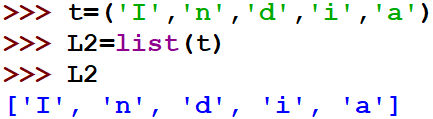 >>> t=('I','n','d','i','a')
>>> L2=list(t)
>>> L2
['I', 'n', 'd', 'i', 'a']